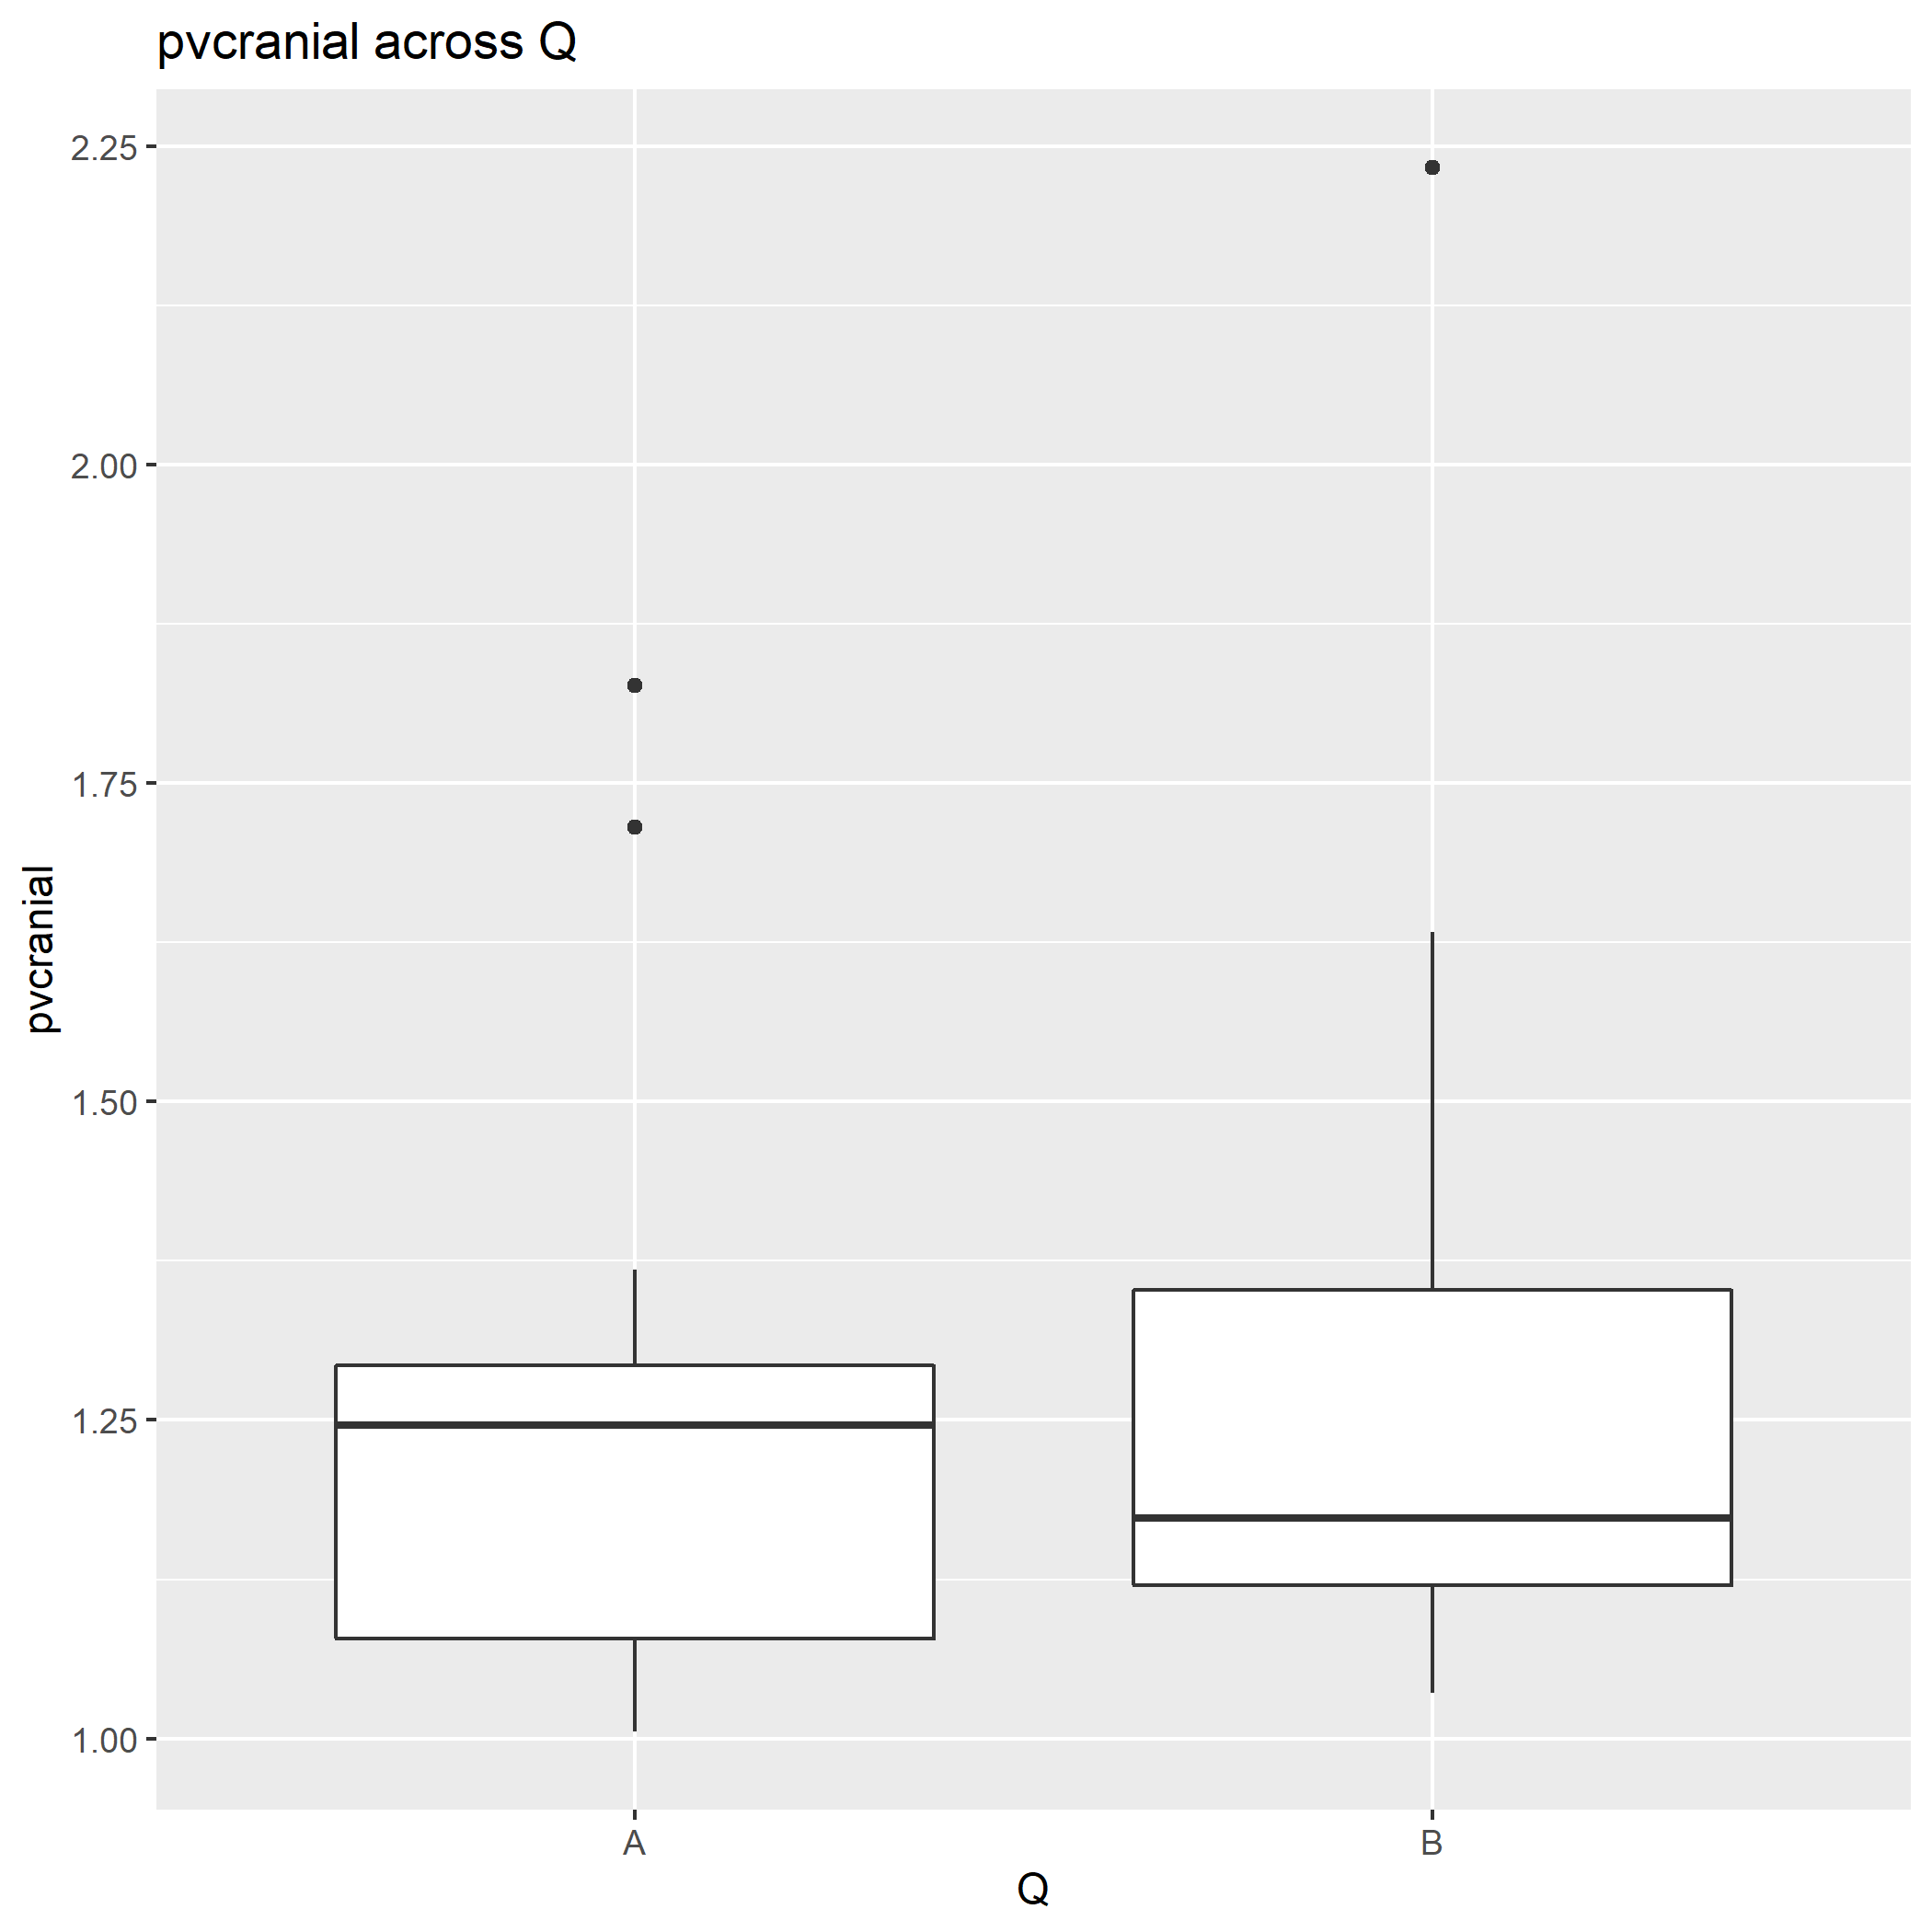 pvcranial across Q
2.25
2.00
1.75
1.50
1.25
1.00
pvcranial
A
B
Q